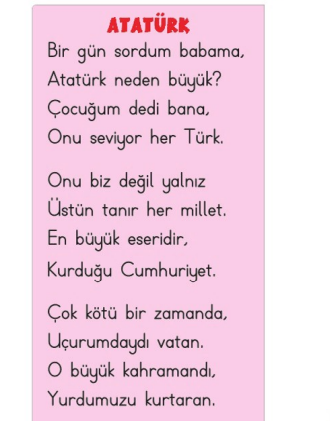 ATATÜRK
Bir gün sordum babama,
Atatürk neden büyük?
Çocuğum dedi bana,
Onu seviyor her Türk.
Onu biz değil yalnız
Üstün tanır her millet.
En büyük eseridir,
Kurduğu Cumhuriyet.
Çok kötü bir zamanda,
Uçurumdaydı vatan.
O büyük kahramandı,
Yurdumuzu kurtaran.